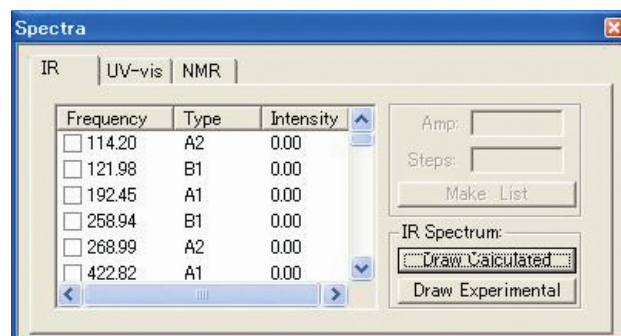 Spectra
IR UV-vis NMR
Frequency Type Intensity
114.20 A2 0.00
121.98 B1 0.00
192.45 A1 0.00
258.94 B1 0.00
268.99 A2 0.00
422.82 A1 0.00
Amp:
Steps:
Make List
IR Spectrum:
Draw Calculated
Draw Experimental